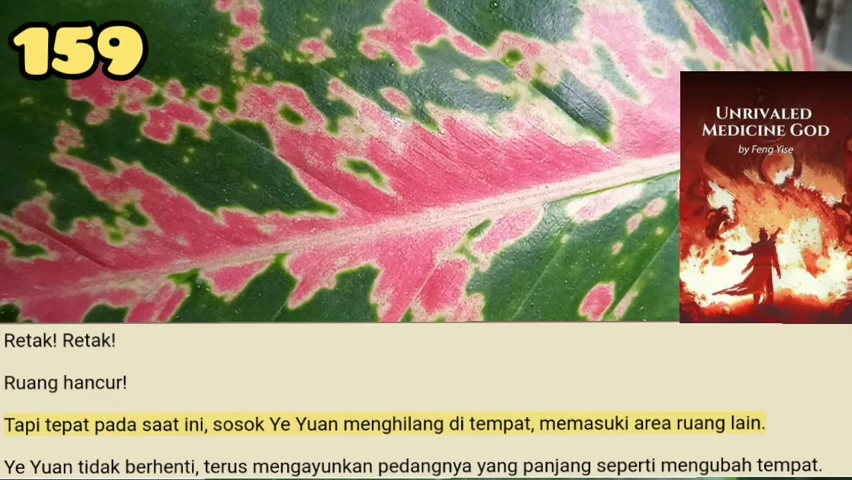 159
UNRIVALED
MEDICINE GOD
by Feng Yise
Retak! Retak!
Ruang hancur!
Tapi tepat pada saat ini, sosok Ye Yuan menghilang di tempat, memasuki area ruang lain.
Ye Yuan tidak berhenti, terus mengayunkan pedangnya yang panjang seperti mengubah tempat.